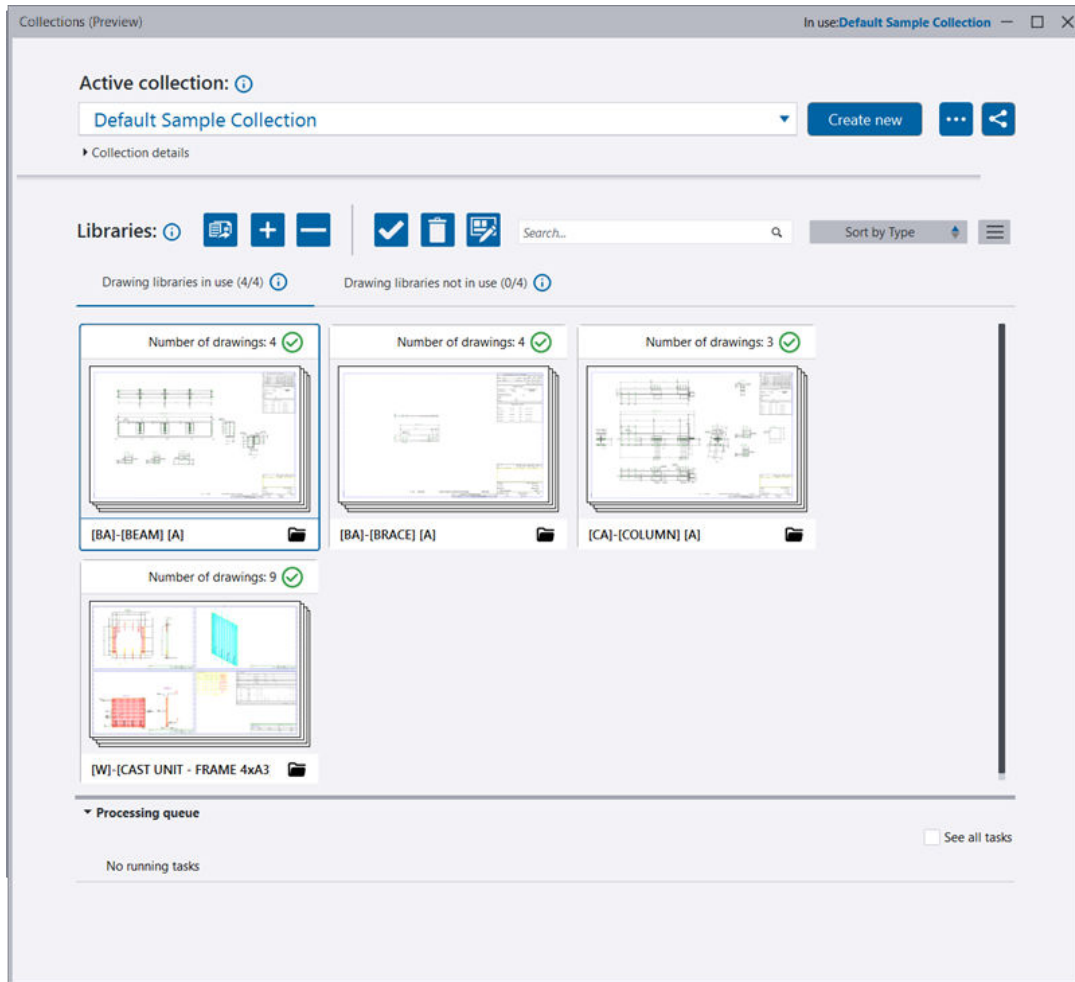 Collections (Preview)
In use:Default Sample Collection
Active collection:
Default Sample Collection
Create new
Collection details
Libraries:
Search...
Sort by Type
Drawing libraries in use (4/4)
Drawing libraries not in use (0/4)
Number of drawings: 4
Number of drawings: 4
Number of drawings: 3
[BA]-[BEAM] [A]
[BA]-[BRACE] [A]
[CA]-[COLUMN] [A]
Number of drawings: 9
[W]-[CAST UNIT - FRAME 4xA3
Processing queue
See all tasks
No running tasks